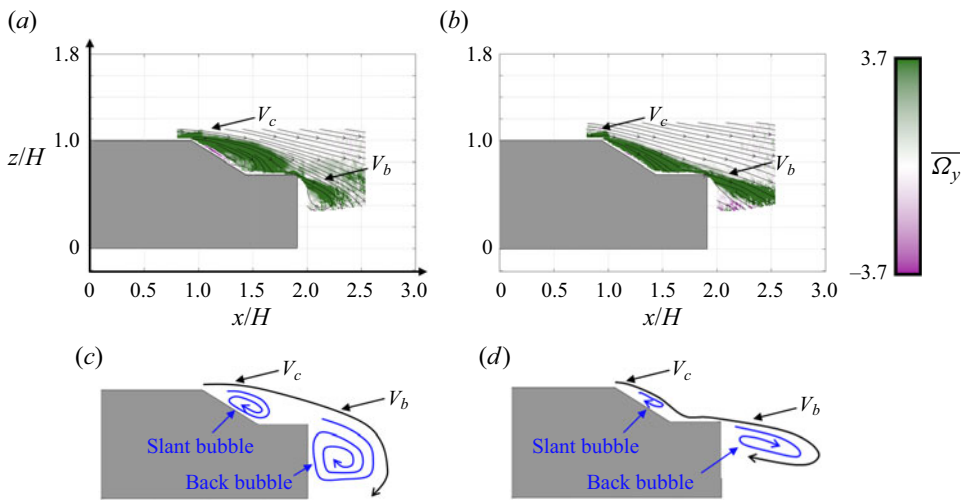 (a)
(b)
1.8
1.0
0
z/H
V_c
V_b
0 0.5 1.0 1.5 2.0 2.5 3.0
x/H
1.8
1.0
0
V_c
V_b
0 0.5 1.0 1.5 2.0 2.5 3.0
x/H
3.7
\overline{Ω_y}
−3.7
(c)
V_c
V_b
Slant bubble
Back bubble
(d)
V_c
V_b
Slant bubble
Back bubble